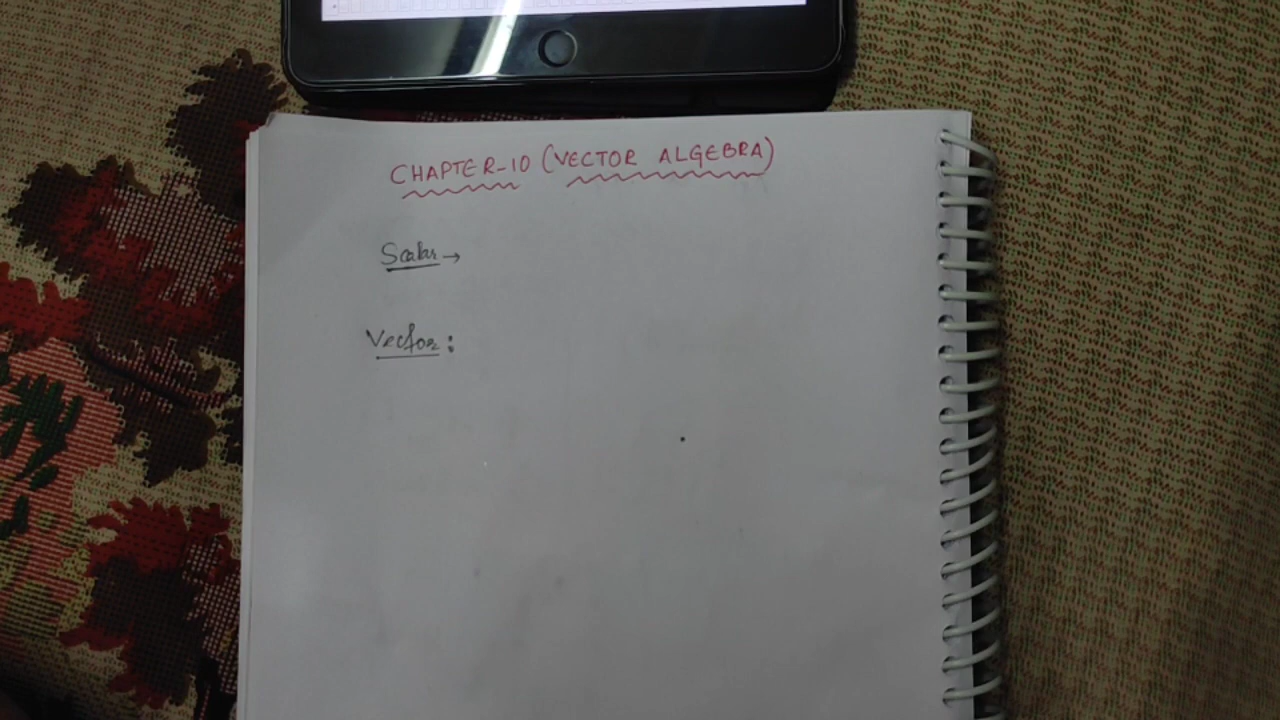 CHAPTER-10 (VECTOR ALGEBRA)
Scalar →
Vector :